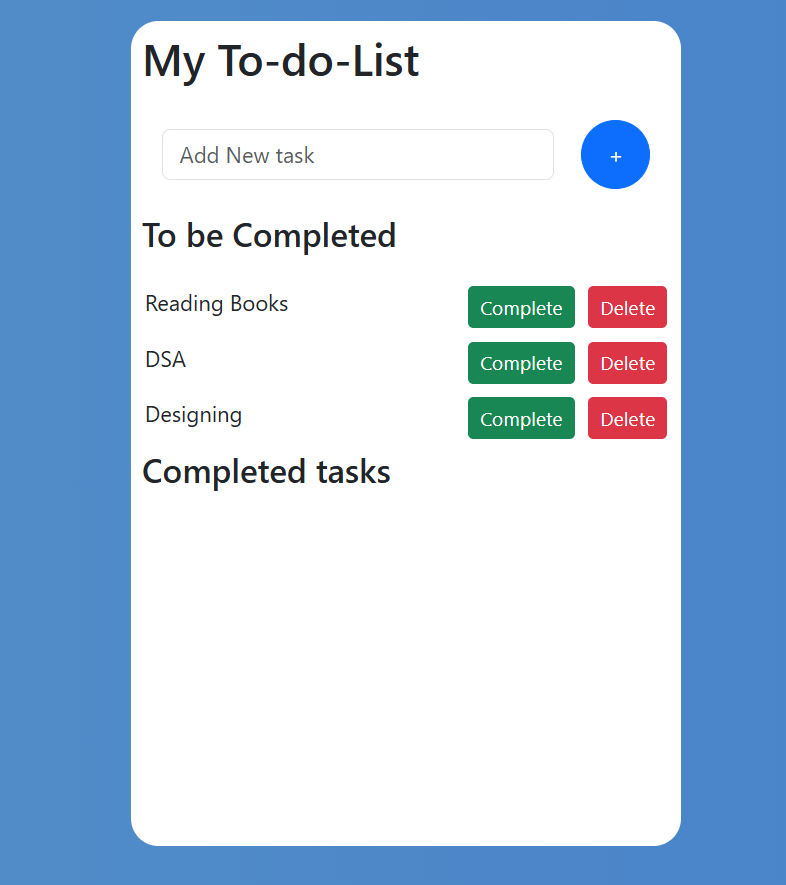 My To-do-List
Add New task +
To be Completed
Reading Books Complete Delete
DSA Complete Delete
Designing Complete Delete
Completed tasks